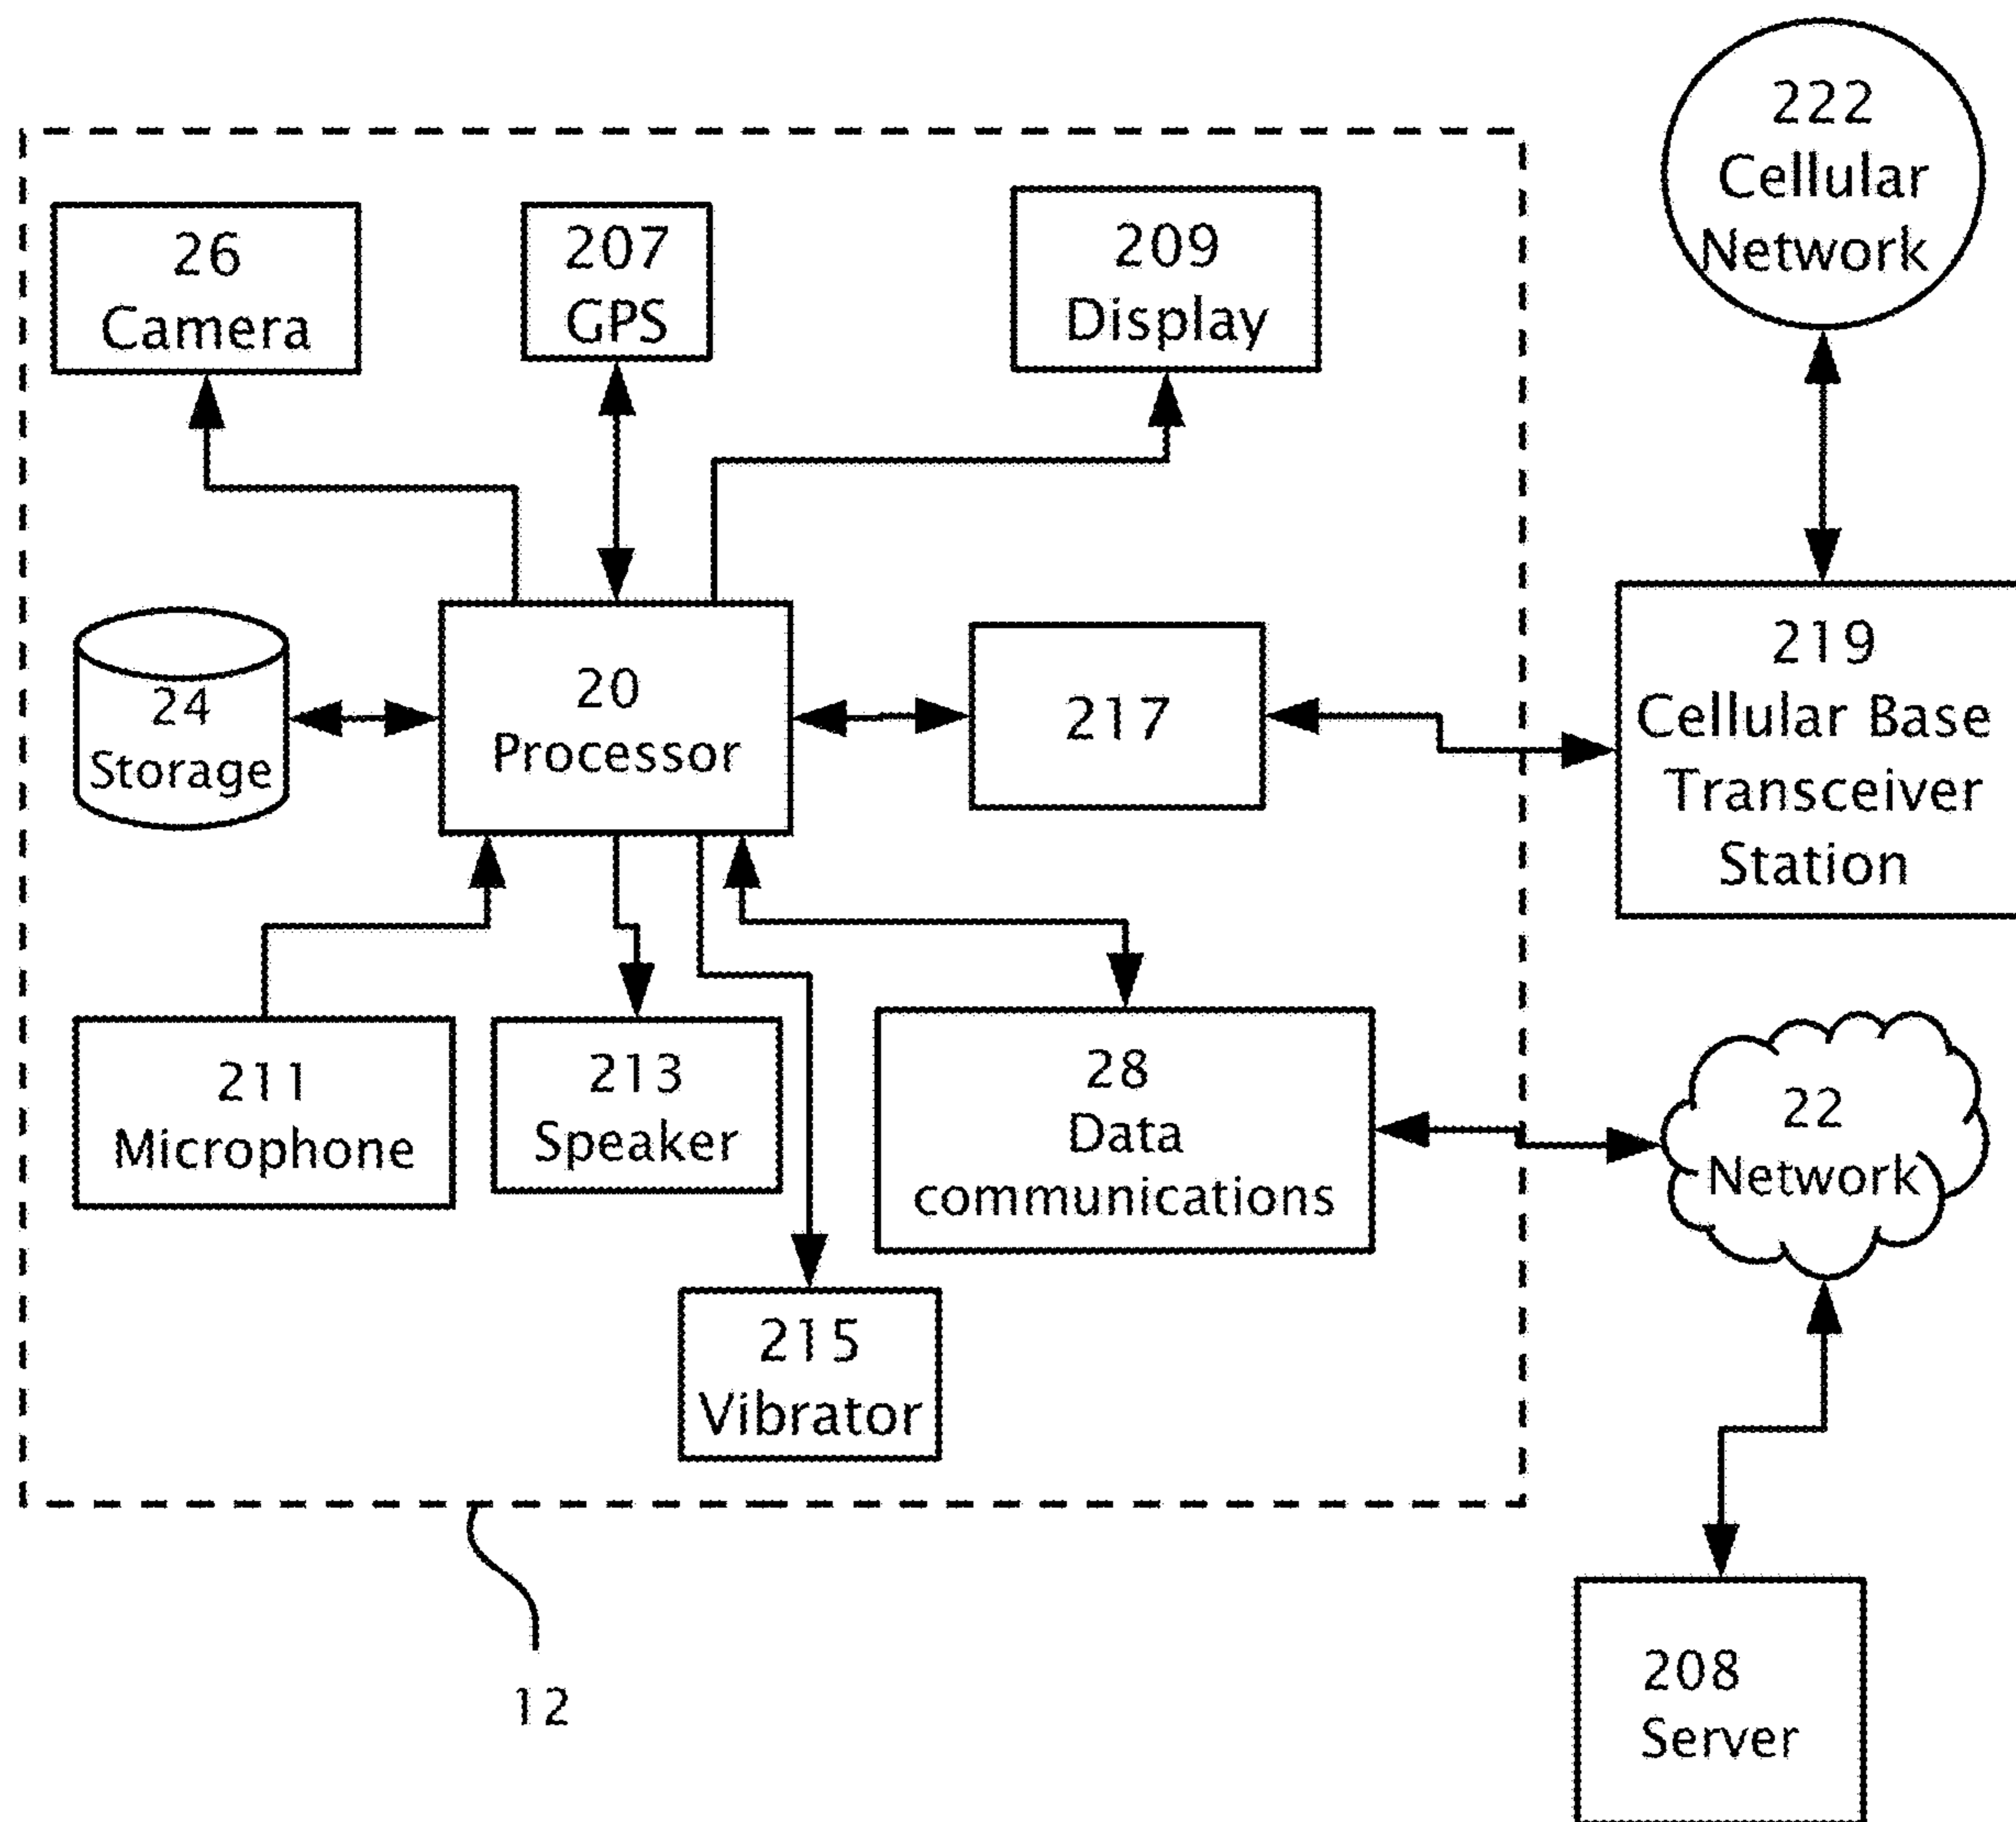 222
Cellular
Network
26
Camera
207
GPS
209
Display
24
Storage
20
Processor
217
219
Cellular Base
Transceiver
Station
211
Microphone
213
Speaker
28
Data
communications
22
Network
215
Vibrator
12
208
Server